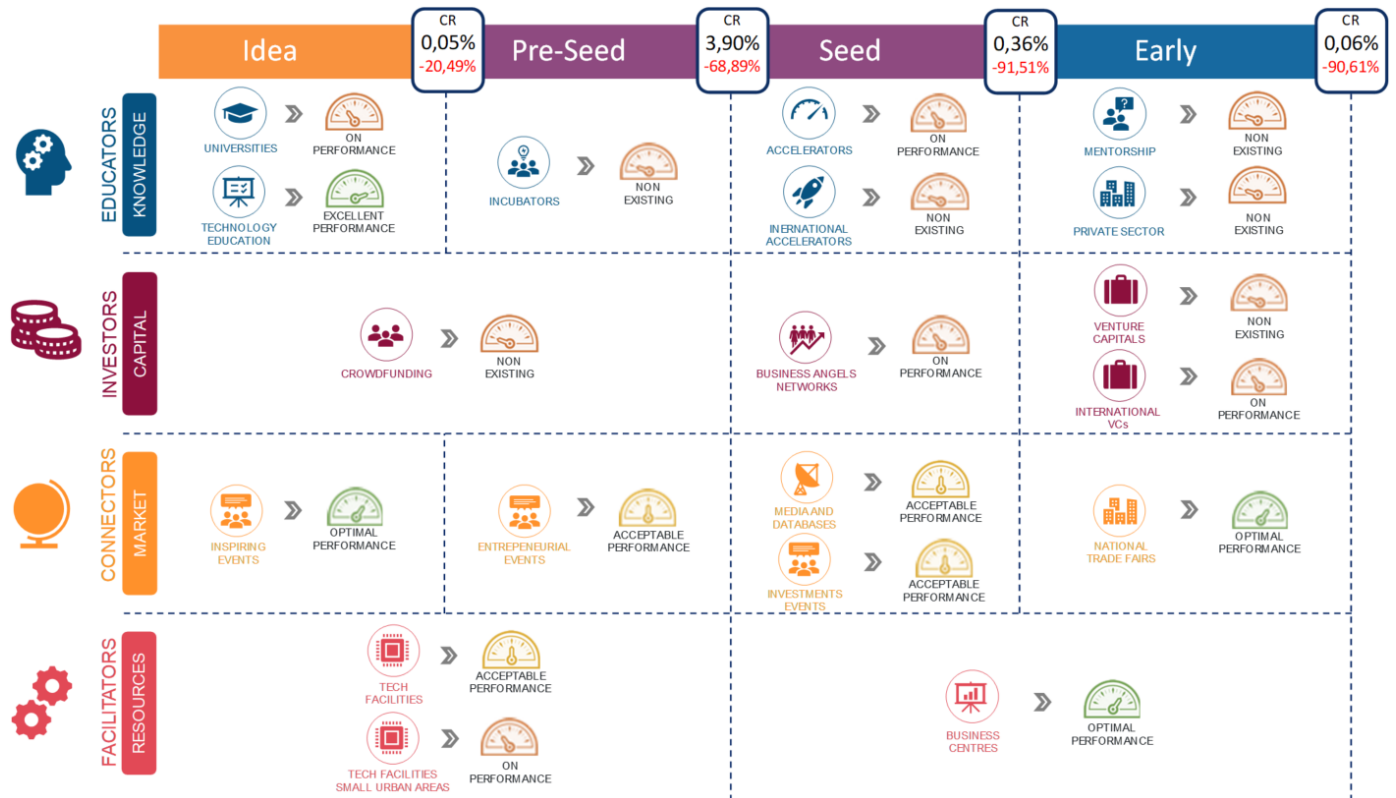 CR
0,05%
-20,49%
CR
3,90%
-68,89%
CR
0,36%
-91,51%
CR
0,06%
-90,61%
Idea
Pre-Seed
Seed
Early
EDUCATORS
KNOWLEDGE
UNIVERSITIES
ON
PERFORMANCE
TECHNOLOGY
EDUCATION
EXCELLENT
PERFORMANCE
INCUBATORS
NON
EXISTING
ACCELERATORS
ON
PERFORMANCE
INERNATIONAL
ACCELERATORS
NON
EXISTING
MENTORSHIP
NON
EXISTING
PRIVATE SECTOR
NON
EXISTING
INVESTORS
CAPITAL
CROWDFUNDING
NON
EXISTING
BUSINESS ANGELS
NETWORKS
ON
PERFORMANCE
VENTURE
CAPITALS
NON
EXISTING
INTERNATIONAL
VCs
ON
PERFORMANCE
CONNECTORS
MARKET
INSPIRING
EVENTS
OPTIMAL
PERFORMANCE
ENTREPENEURIAL
EVENTS
ACCEPTABLE
PERFORMANCE
MEDIA AND
DATABASES
ACCEPTABLE
PERFORMANCE
INVESTMENTS
EVENTS
ACCEPTABLE
PERFORMANCE
NATIONAL
TRADE FAIRS
OPTIMAL
PERFORMANCE
FACILITATORS
RESOURCES
TECH
FACILITIES
ACCEPTABLE
PERFORMANCE
TECH FACILITIES
SMALL URBAN AREAS
ON
PERFORMANCE
BUSINESS
CENTRES
OPTIMAL
PERFORMANCE